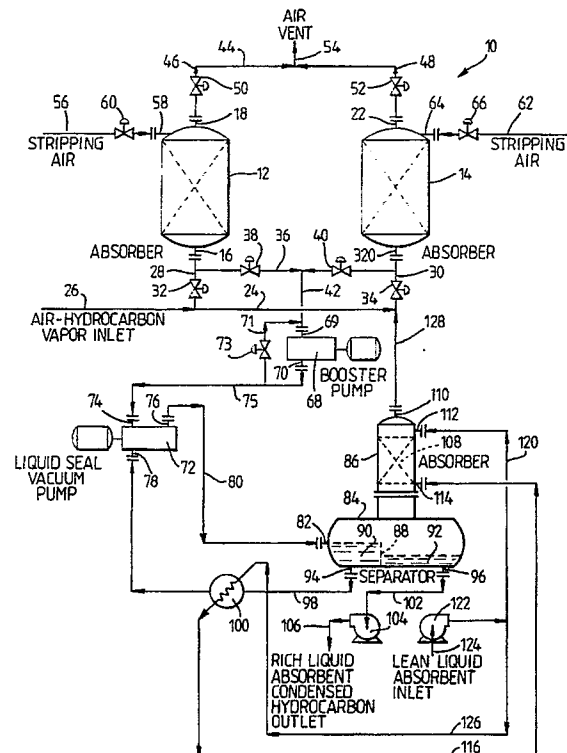 AIR
VENT
44
54
46
48
10
50
52
56
60
58
18
22
64
66
62
STRIPPING
AIR
STRIPPING
AIR
12
14
ABSORBER
16
38
36
40
320
ABSORBER
28
30
26
32
24
42
34
AIR-HYDROCARBON
VAPOR INLET
71
69
128
73
70
68
BOOSTER
PUMP
75
74
76
110
112
108
86
ABSORBER
120
72
LIQUID SEAL
VACUUM
PUMP
78
80
84
114
82
90
88
92
94
SEPARATOR
96
98
102
100
106
104
122
124
RICH LIQUID
ABSORBENT
CONDENSED
HYDROCARBON
OUTLET
LEAN LIQUID
ABSORBENT
INLET
126
116